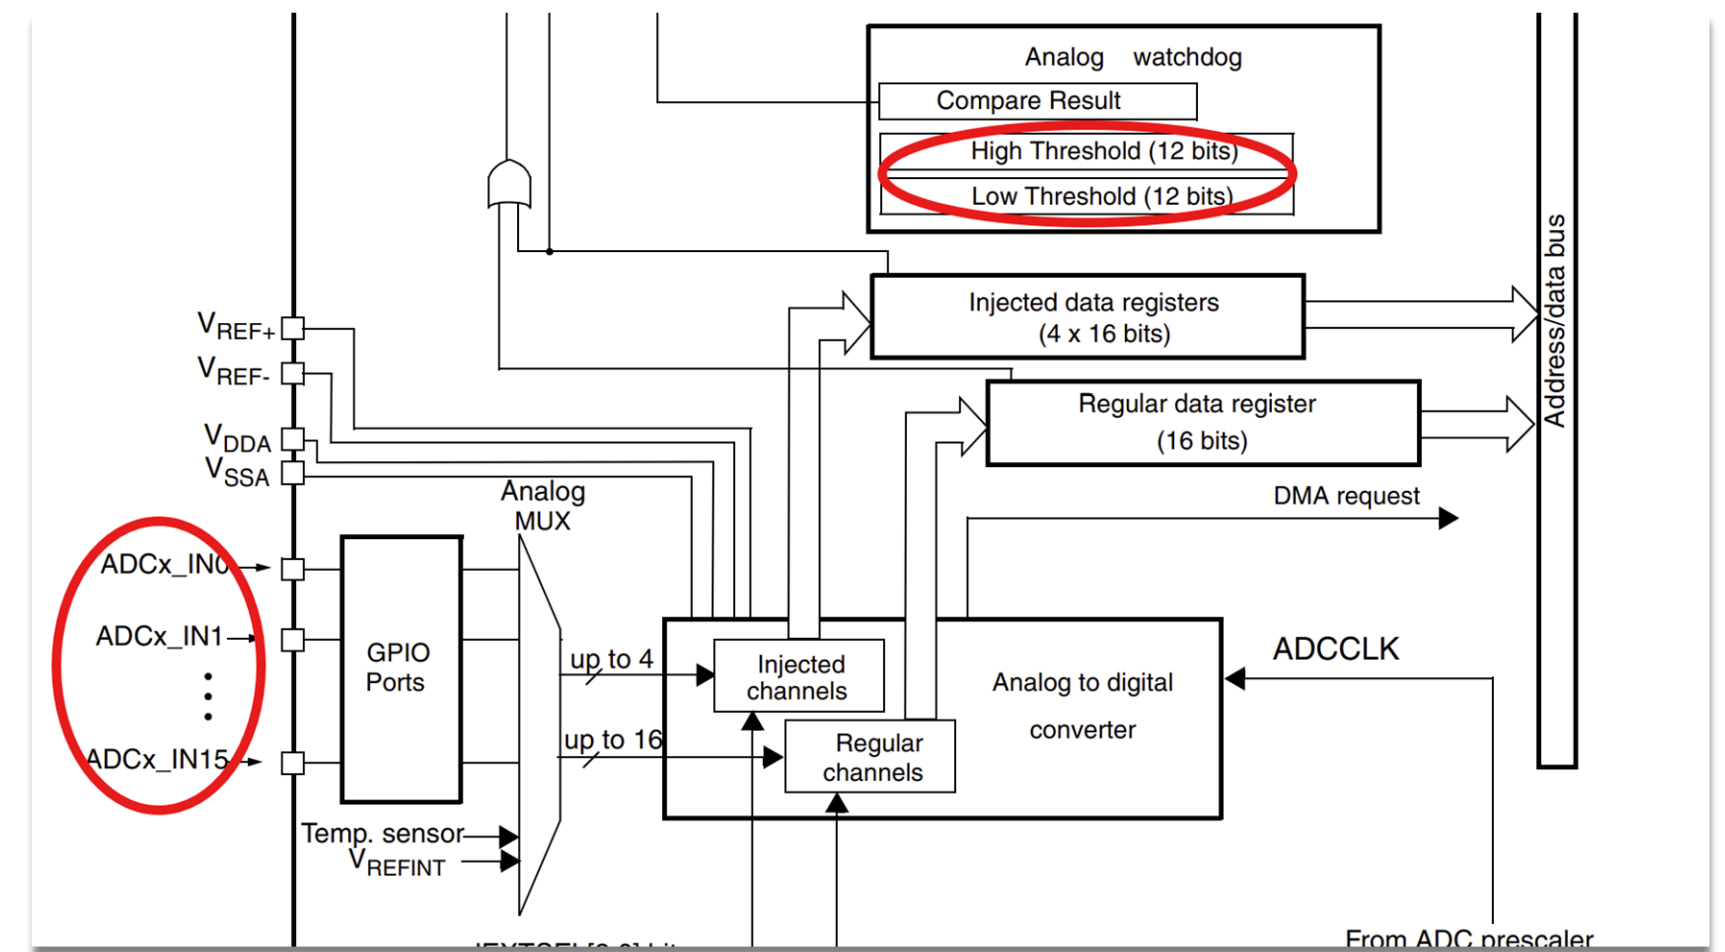 Analog watchdog
Compare Result
High Threshold (12 bits)
Low Threshold (12 bits)
Injected data registers
(4 x 16 bits)
Regular data register
(16 bits)
Address/data bus
VREF+
VREF-
VDDA
VSSA
DMA request
Analog
MUX
ADCx_IN0
ADCx_IN1
ADCx_IN15
GPIO
Ports
up to 4
up to 16
Injected
channels
Regular
channels
Analog to digital
converter
ADCCLK
Temp. sensor
VREFINT
From ADC prescaler